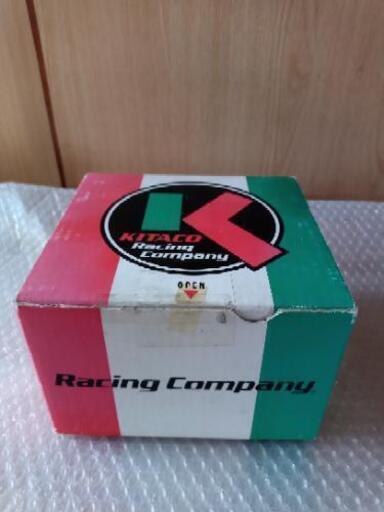 K
KITACO
Racing
Company
OPEN
Racing Company